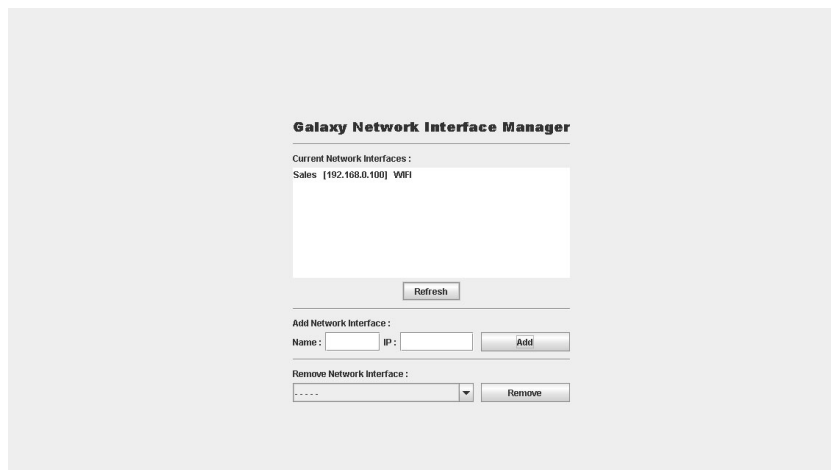 Galaxy Network Interface Manager
Current Network Interfaces :
Sales [192.168.0.100] WIFI
Refresh
Add Network Interface :
Name : IP : Add
Remove Network Interface :
- - - - - Remove